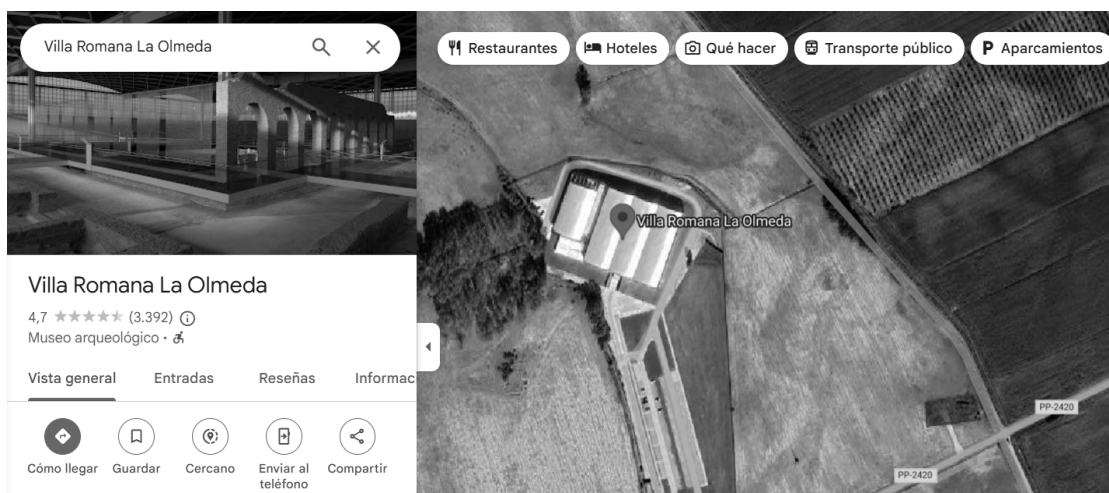 Villa Romana La Olmeda
Restaurantes
Hoteles
Qué hacer
Transporte público
P Aparcamientos
Villa Romana La Olmeda
Villa Romana La Olmeda
4,7 (3.392)
Museo arqueológico ·
Vista general Entradas Reseñas Informac
Cómo llegar
Guardar
Cercano
Enviar al
teléfono
Compartir
PP-2420
PP-2420